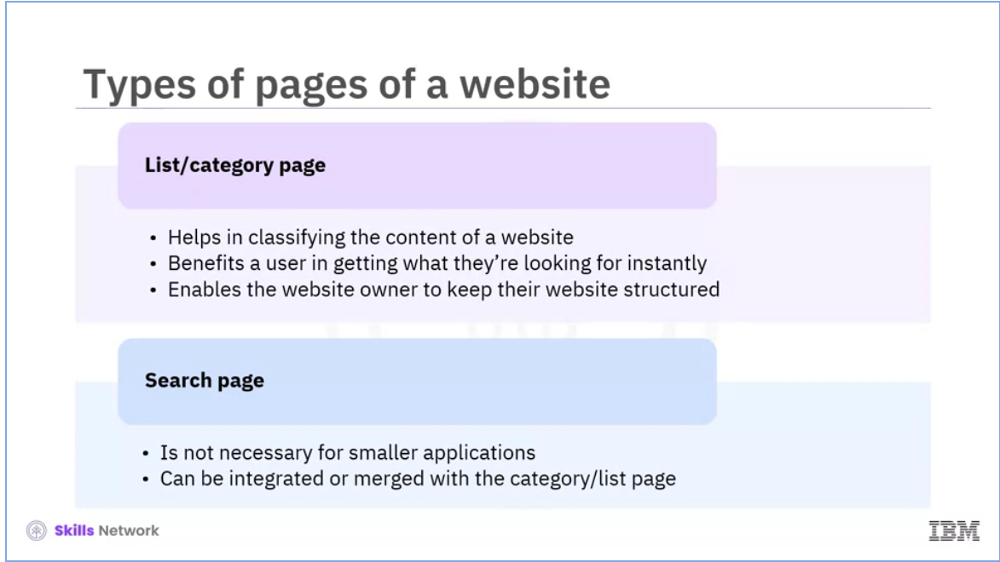 Types of pages of a website
List/category page
• Helps in classifying the content of a website
• Benefits a user in getting what they’re looking for instantly
• Enables the website owner to keep their website structured
Search page
• Is not necessary for smaller applications
• Can be integrated or merged with the category/list page
Skills Network
IBM